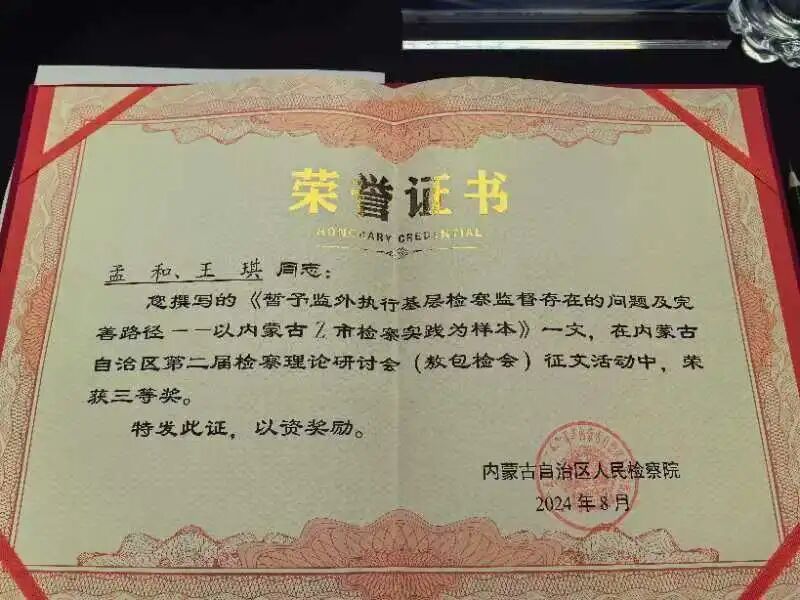 荣誉证书
HONORARY CREDENTIAL
孟和、王琪 同志：
您撰写的《暂予监外执行基层检察监督存在的问题及完
善路径——以内蒙古Z市检察实践为样本》一文，在内蒙古
自治区第二届检察理论研讨会（敖包检会）征文活动中，荣
获三等奖。
特发此证，以资奖励。
内蒙古自治区人民检察院
2024年8月